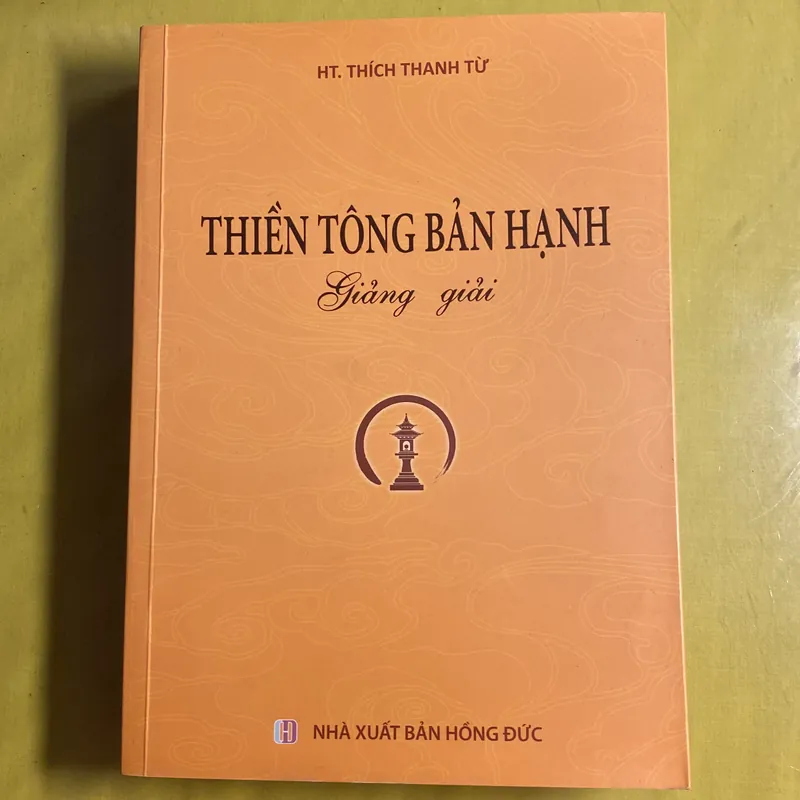 HT. THÍCH THANH TỪ
THIỀN TÔNG BẢN HẠNH
Giảng giải
NHÀ XUẤT BẢN HỒNG ĐỨC